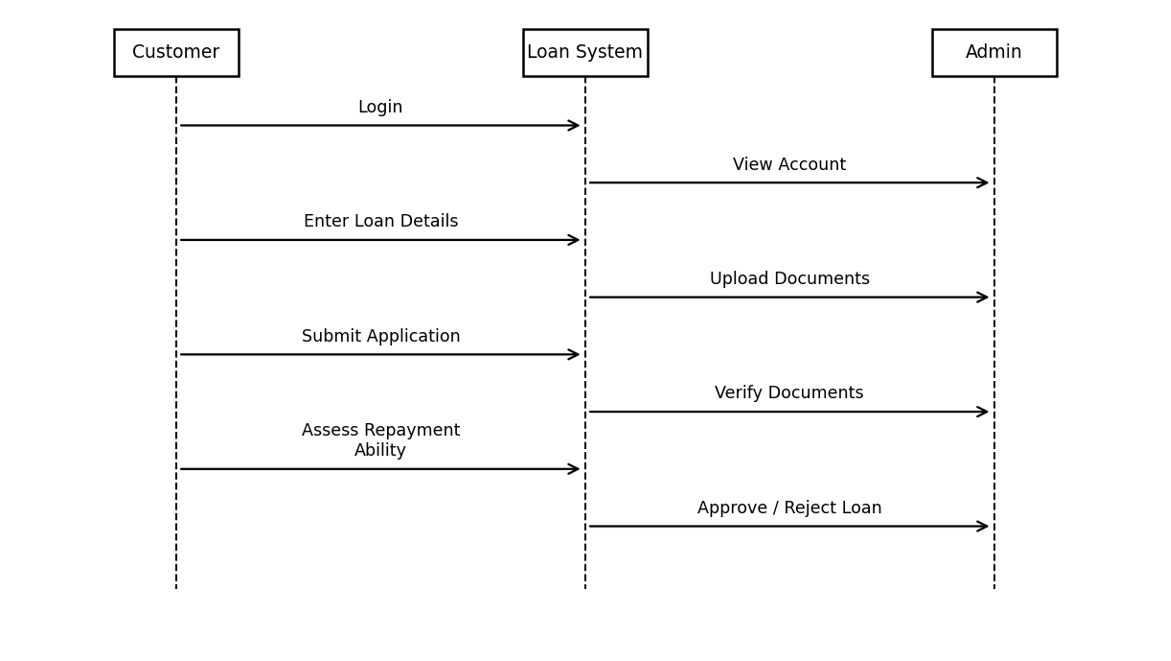 Customer
Loan System
Admin
Login
View Account
Enter Loan Details
Upload Documents
Submit Application
Verify Documents
Assess Repayment
Ability
Approve / Reject Loan